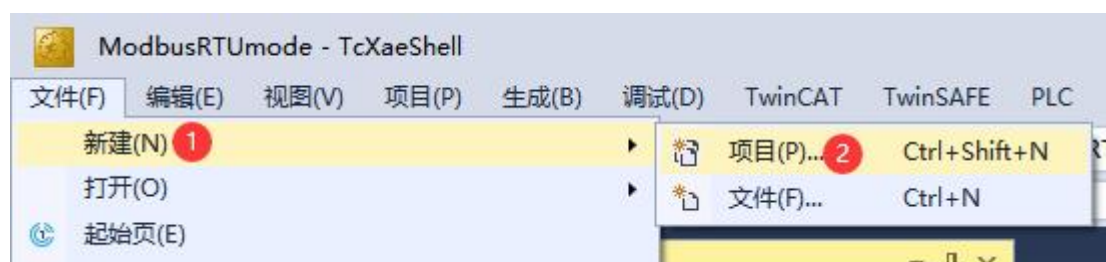 ModbusRTUmode - TcXaeShell
文件(F) 编辑(E) 视图(V) 项目(P) 生成(B) 调试(D) TwinCAT TwinSAFE PLC
新建(N) 1
项目(P)... 2 Ctrl+Shift+N
打开(O)
文件(F)... Ctrl+N
起始页(E)